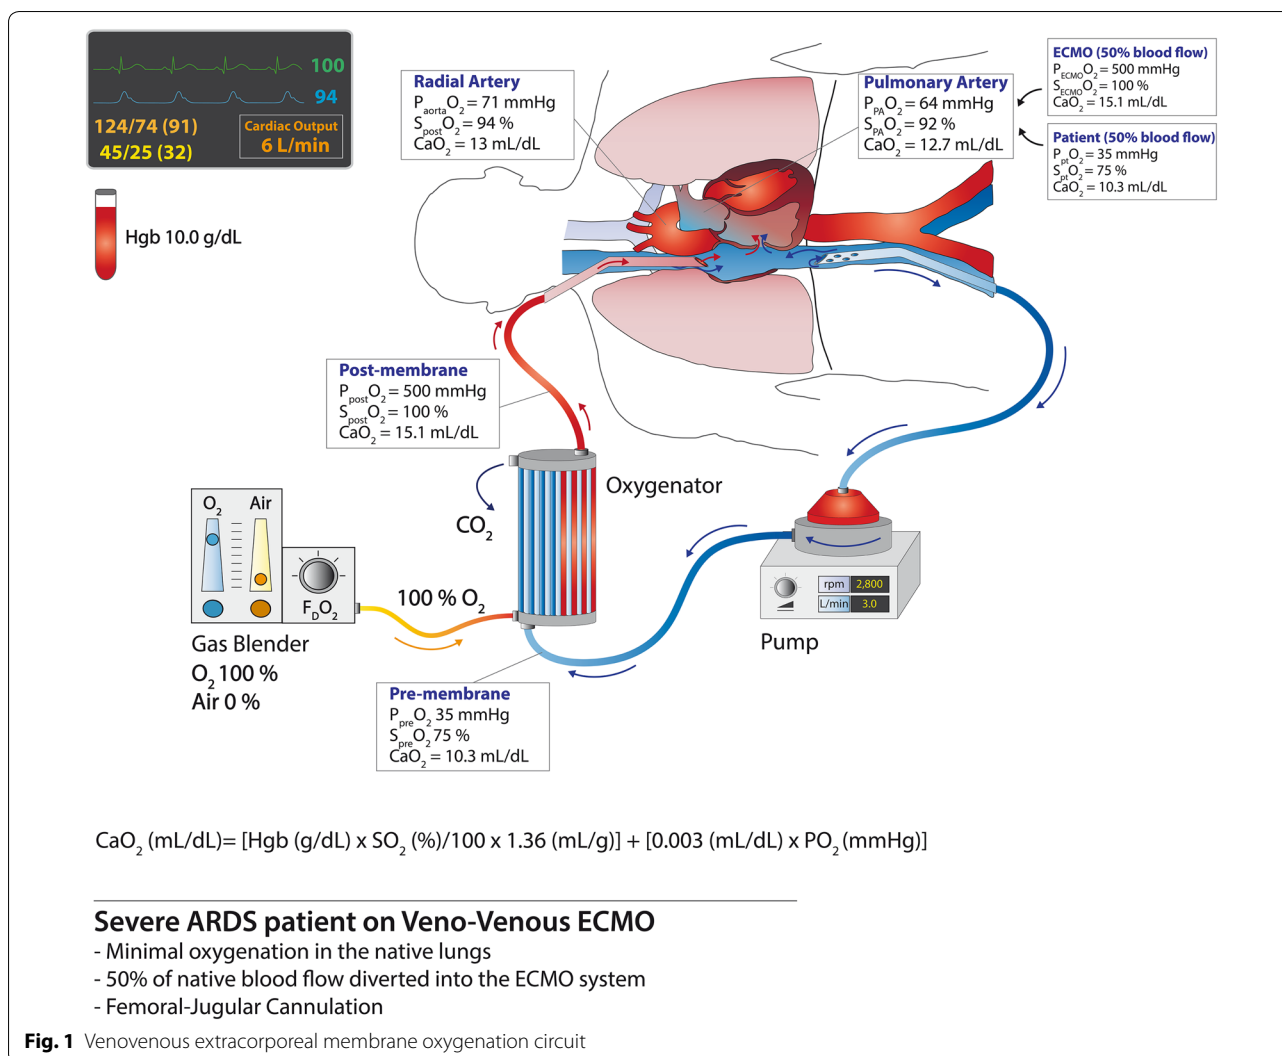 100
94
124/74 (91)
45/25 (32)
Cardiac Output
6 L/min
Hgb 10.0 g/dL
Radial Artery
PaortaO2 = 71 mmHg
SpostO2 = 94 %
CaO2 = 13 mL/dL
Pulmonary Artery
PPAO2 = 64 mmHg
SPAO2 = 92 %
CaO2 = 12.7 mL/dL
ECMO (50% blood flow)
PECMOO2 = 500 mmHg
SECMOO2 = 100 %
CaO2 = 15.1 mL/dL
Patient (50% blood flow)
PptO2 = 35 mmHg
SptO2 = 75 %
CaO2 = 10.3 mL/dL
Post-membrane
PpostO2 = 500 mmHg
SpostO2 = 100 %
CaO2 = 15.1 mL/dL
Oxygenator
CO2
O2 Air
FDO2
100 % O2
Gas Blender
O2 100 %
Air 0 %
rpm 2,800
L/min 3.0
Pump
Pre-membrane
PpreO2 35 mmHg
SpreO2 75 %
CaO2 = 10.3 mL/dL
CaO2 (mL/dL)= [Hgb (g/dL) x SO2 (%)/100 x 1.36 (mL/g)] + [0.003 (mL/dL) x PO2 (mmHg)]
Severe ARDS patient on Veno-Venous ECMO
- Minimal oxygenation in the native lungs
- 50% of native blood flow diverted into the ECMO system
- Femoral-Jugular Cannulation
Fig. 1 Venovenous extracorporeal membrane oxygenation circuit